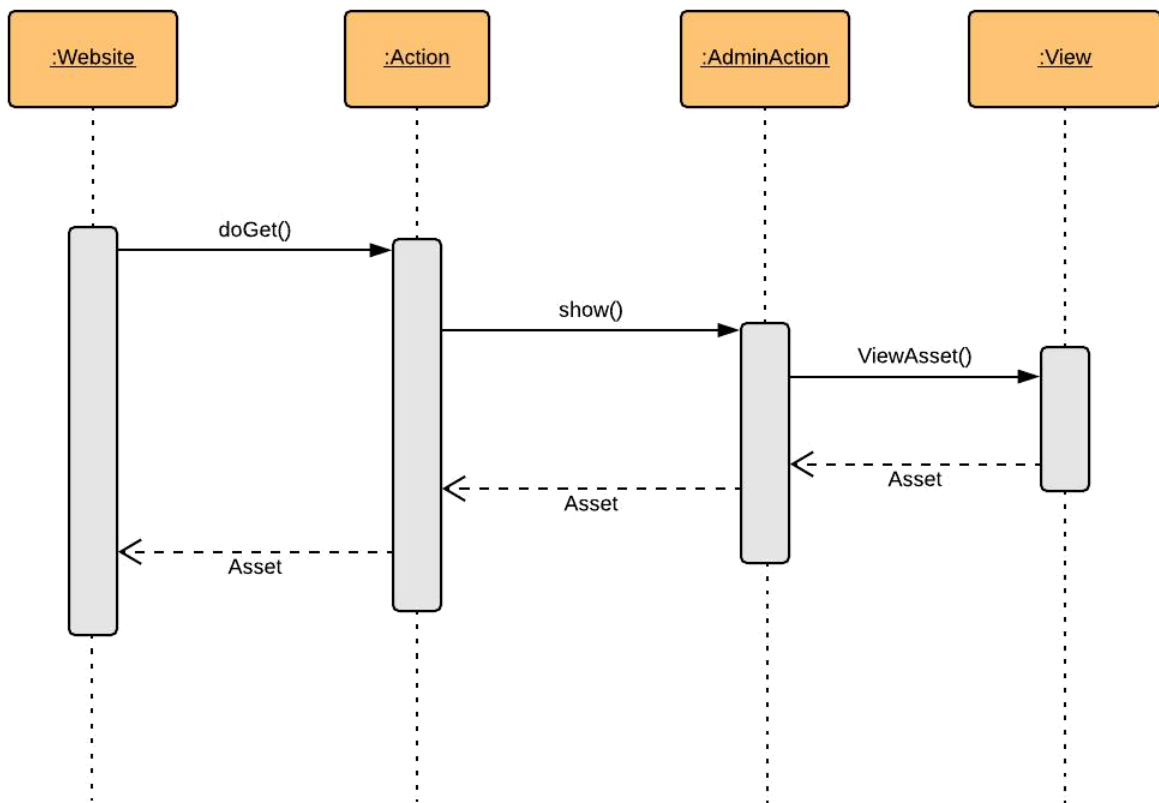 :Website
:Action
:AdminAction
:View
doGet()
show()
ViewAsset()
Asset
Asset
Asset